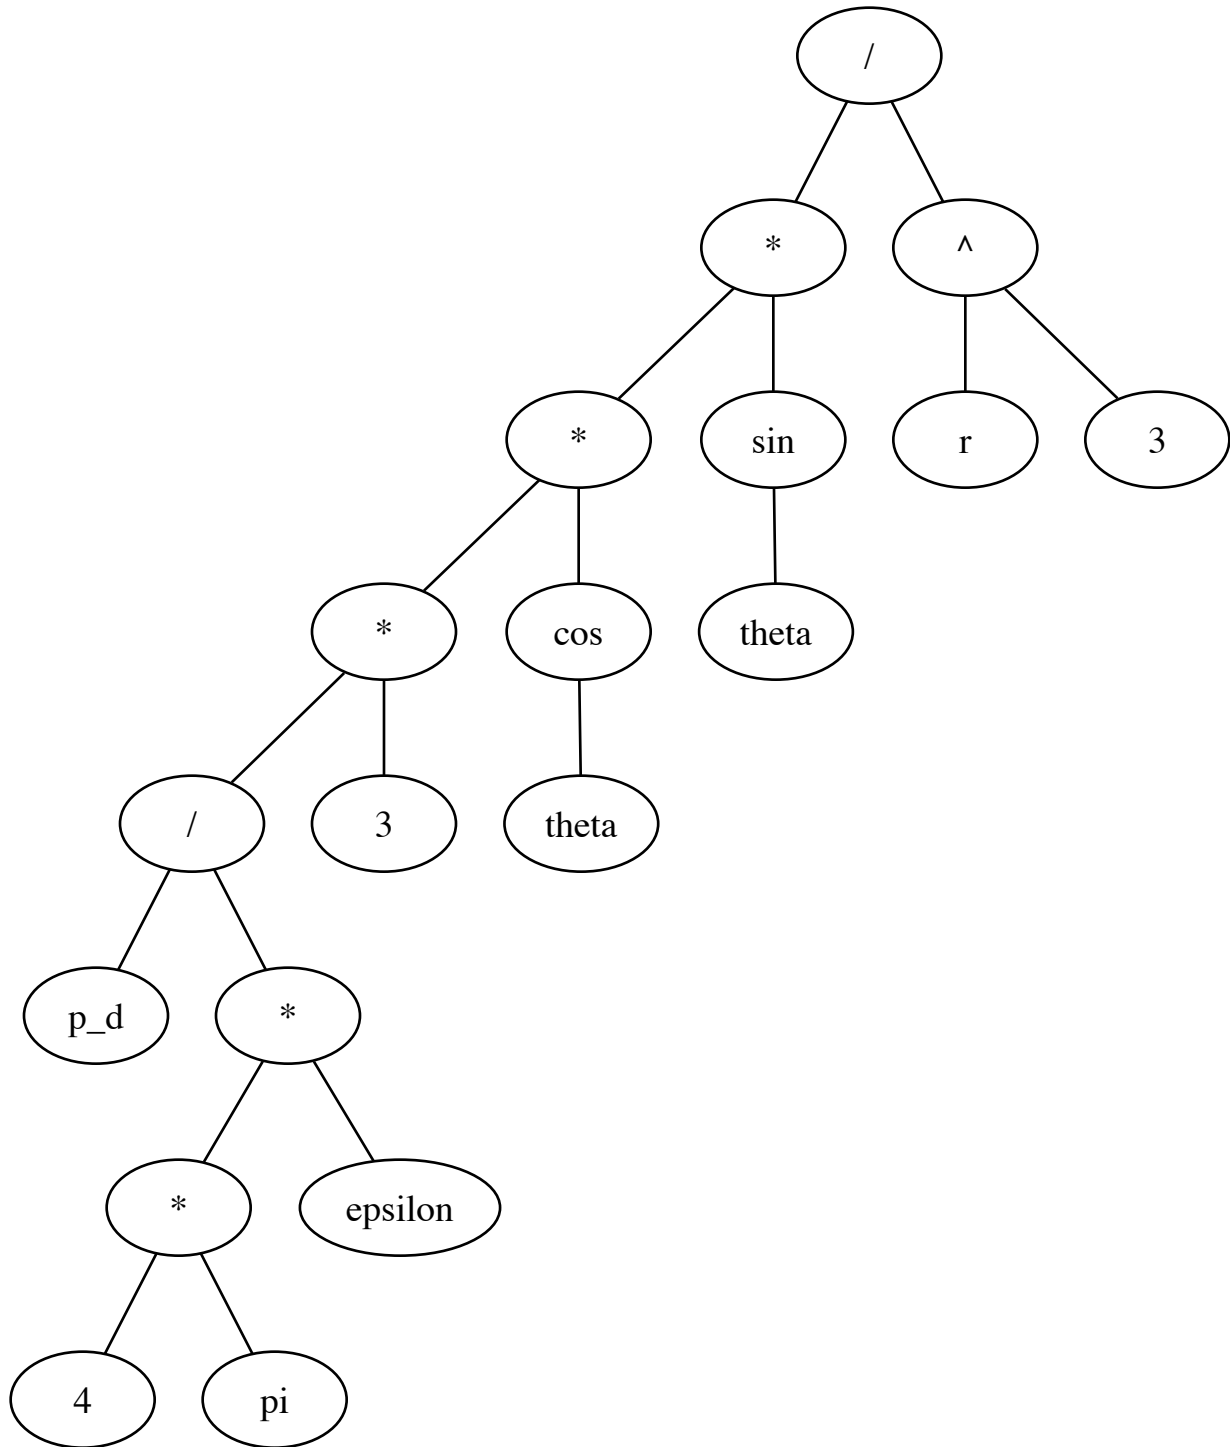 /
* ^
* sin r 3
* cos theta
/ 3 theta
p_d *
* epsilon
4 pi